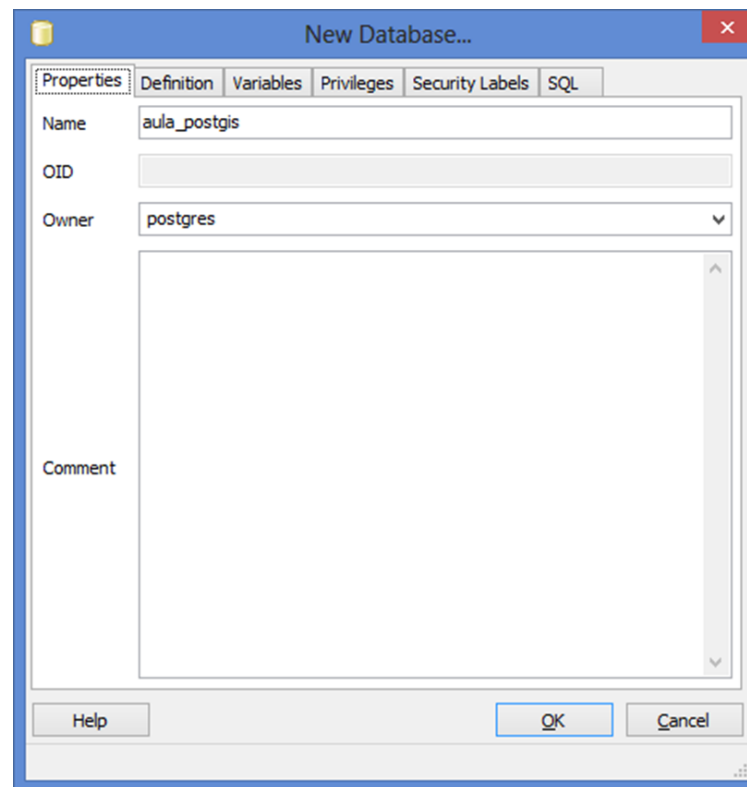 New Database...
Properties Definition Variables Privileges Security Labels SQL
Name aula_postgis
OID
Owner postgres
Comment
Help OK Cancel